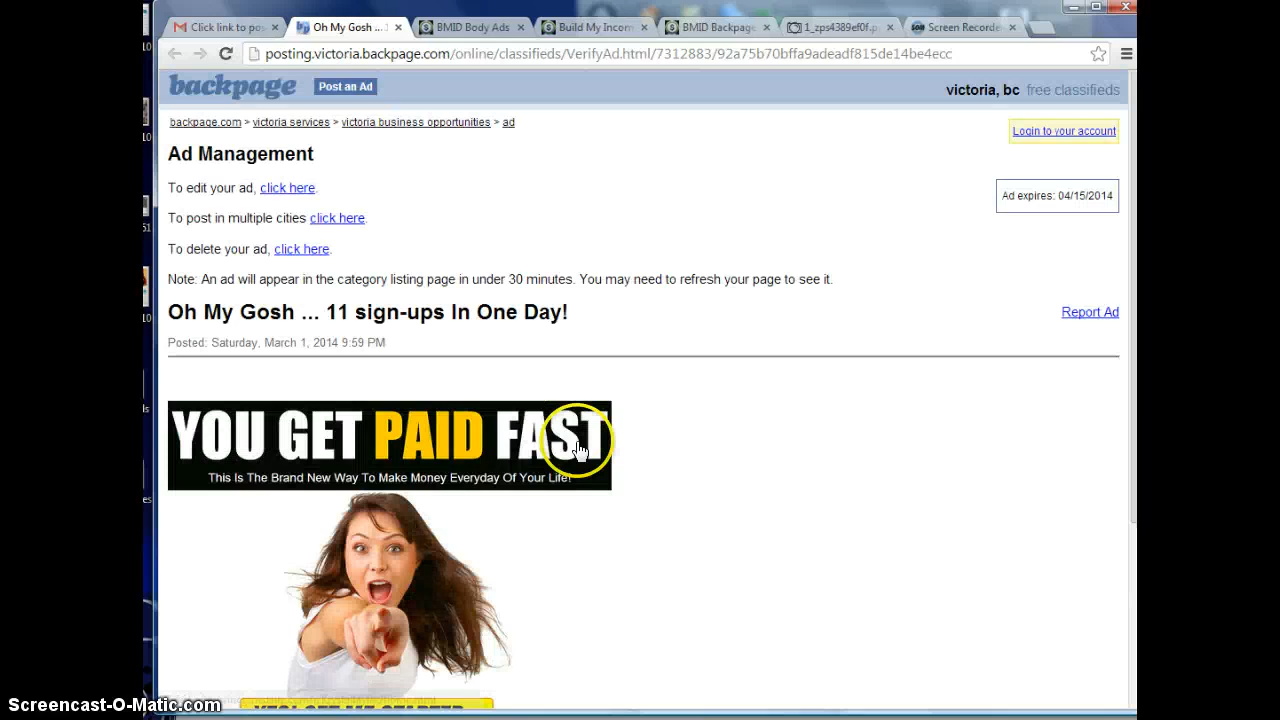 Click link to pos
Oh My Gosh ...
BMID Body Ads
Build My Incom
BMID Backpage
1_zps4389ef0f.p
Screen Recorde
posting.victoria.backpage.com/online/classifieds/VerifyAd.html/7312883/92a75b70bffa9adeadf815de14be4ecc
backpage Post an Ad victoria, bc free classifieds
backpage.com > victoria services > victoria business opportunities > ad
Login to your account
Ad Management
To edit your ad, click here.
Ad expires: 04/15/2014
To post in multiple cities click here.
To delete your ad, click here.
Note: An ad will appear in the category listing page in under 30 minutes. You may need to refresh your page to see it.
Oh My Gosh ... 11 sign-ups In One Day!
Report Ad
Posted: Saturday, March 1, 2014 9:59 PM
YOU GET PAID FAST
This Is The Brand New Way To Make Money Everyday Of Your Life!
Screencast-O-Matic.com